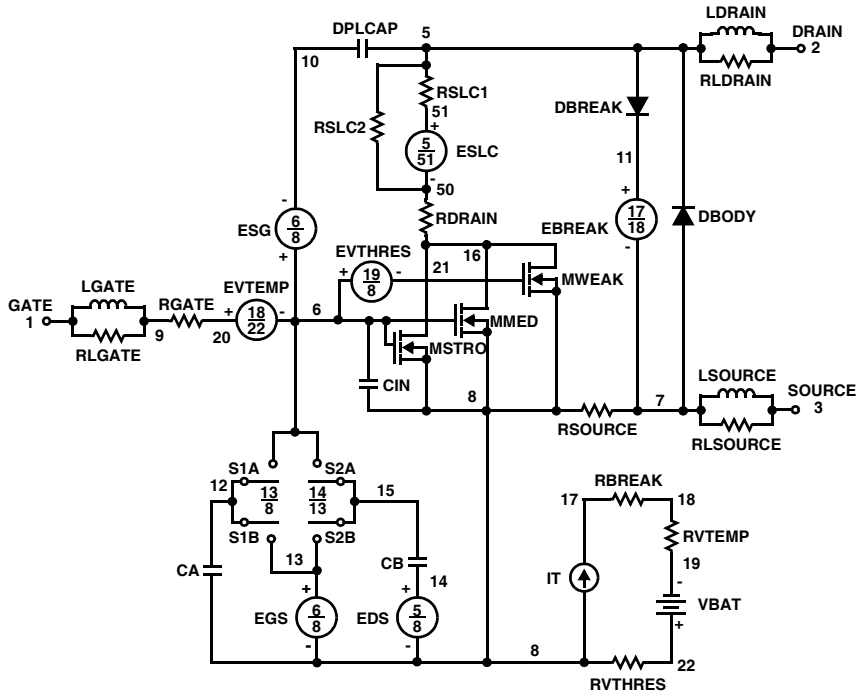 LDRAIN
DPLCAP 5 DRAIN
10 2
RLDRAIN
RSLC1
51
DBREAK
RSLC2
+
5
51
ESLC
-
50
11
-
6
8
ESG
+
RDRAIN
+
17
18
EBREAK
-
DBODY
EVTHRES
+ 19
8 -
16
21
MWEAK
LGATE
GATE
1
RLGATE
9
RGATE
20
EVTEMP
+ 18
22 -
6
MMED
MSTRO
CIN
8
LSOURCE
SOURCE
3
7
RSOURCE
RLSOURCE
S1A S2A
12
13
8
14
13
15
S1B S2B
13
CA
CB
14
+
6
8
EGS
-
+
5
8
EDS
-
8
RBREAK
17 18
RVTEMP
19
IT
-
VBAT
+
22
RVTHRES